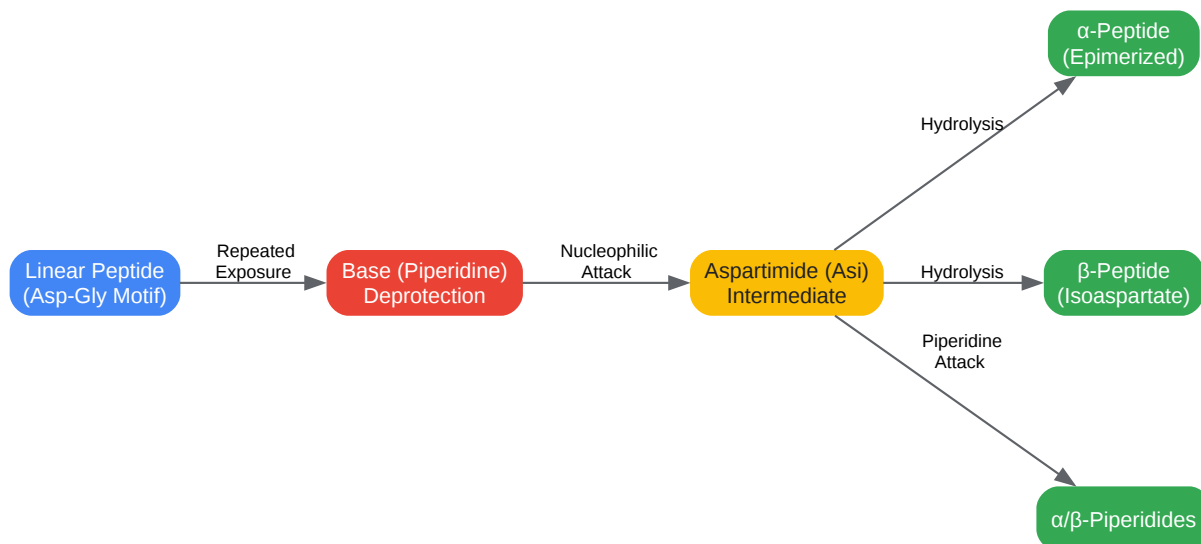 α-Peptide
(Epimerized)
Hydrolysis
Linear Peptide
(Asp-Gly Motif)
Repeated
Exposure
Base (Piperidine)
Deprotection
Nucleophilic
Attack
Aspartimide (Asi)
Intermediate
Hydrolysis
β-Peptide
(Isoaspartate)
Piperidine
Attack
α/β-Piperidides